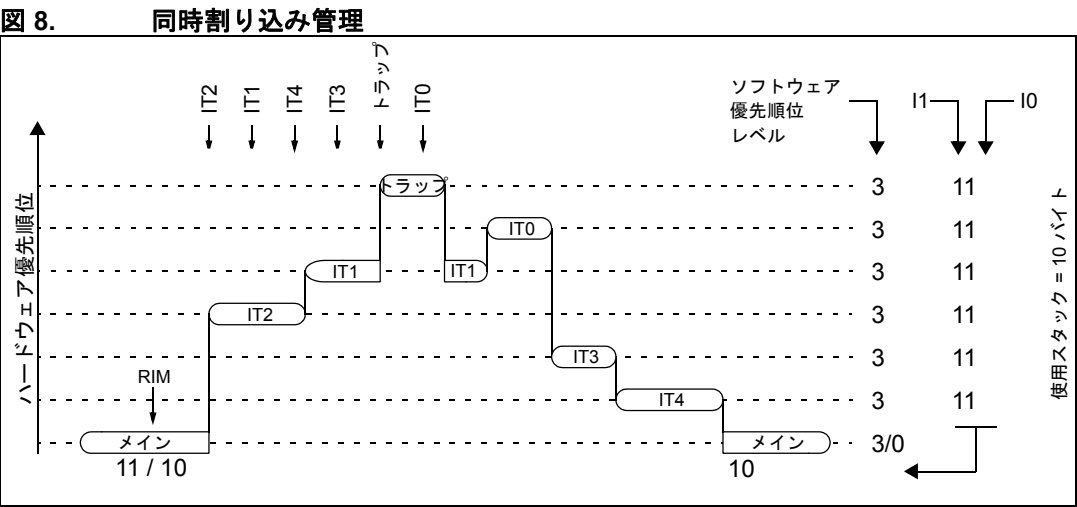 図 8. 同時割り込み管理
IT2
IT1
IT4
IT3
トラップ
IT0
ソフトウェア
優先順位
レベル
I1
I0
ハードウェア優先順位
トラップ 3 11
IT0 3 11
IT1 IT1 3 11
IT2 3 11
IT3 3 11
RIM
IT4 3 11
メイン メイン 3/0
11 / 10 10
使用スタック = 10 バイト